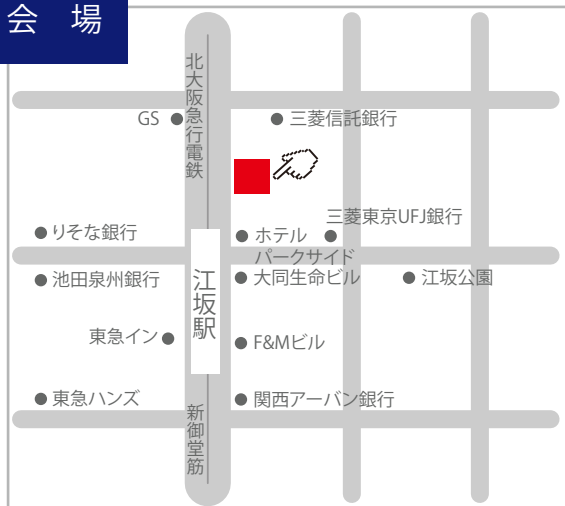 会 場
北大阪急行電鉄
GS
三菱信託銀行
三菱東京UFJ銀行
りそな銀行
ホテル
パークサイド
池田泉州銀行
江坂駅
大同生命ビル
江坂公園
東急イン
F&Mビル
東急ハンズ
関西アーバン銀行
新御堂筋